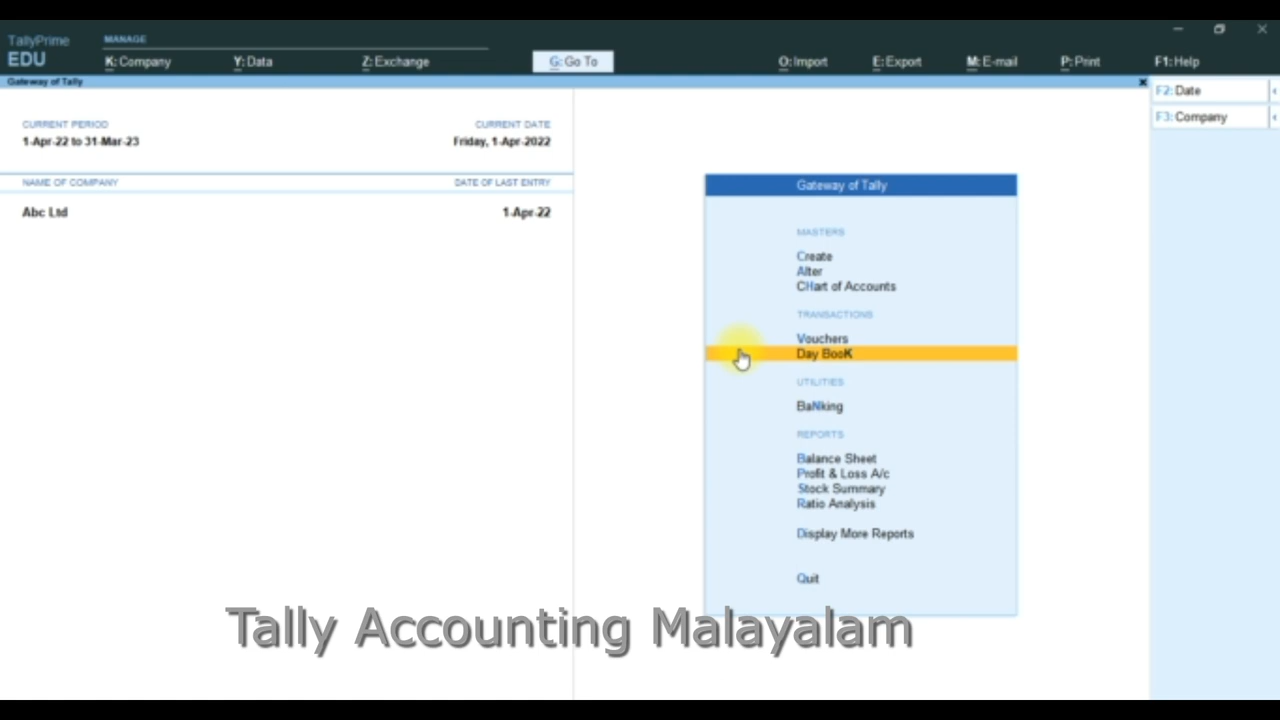 TallyPrime
EDU
MANAGE
K: Company
Y: Data
Z: Exchange
G: Go To
O: Import
E: Export
M: E-mail
P: Print
F1: Help
Gateway of Tally
F2: Date
F3: Company
CURRENT PERIOD
CURRENT DATE
1-Apr-22 to 31-Mar-23
Friday, 1-Apr-2022
NAME OF COMPANY
DATE OF LAST ENTRY
Abc Ltd
1-Apr-22
Gateway of Tally
MASTERS
Create
Alter
CHart of Accounts
TRANSACTIONS
Vouchers
Day BooK
UTILITIES
BaNking
REPORTS
Balance Sheet
Profit & Loss A/c
Stock Summary
Ratio Analysis
Display More Reports
Quit
Tally Accounting Malayalam